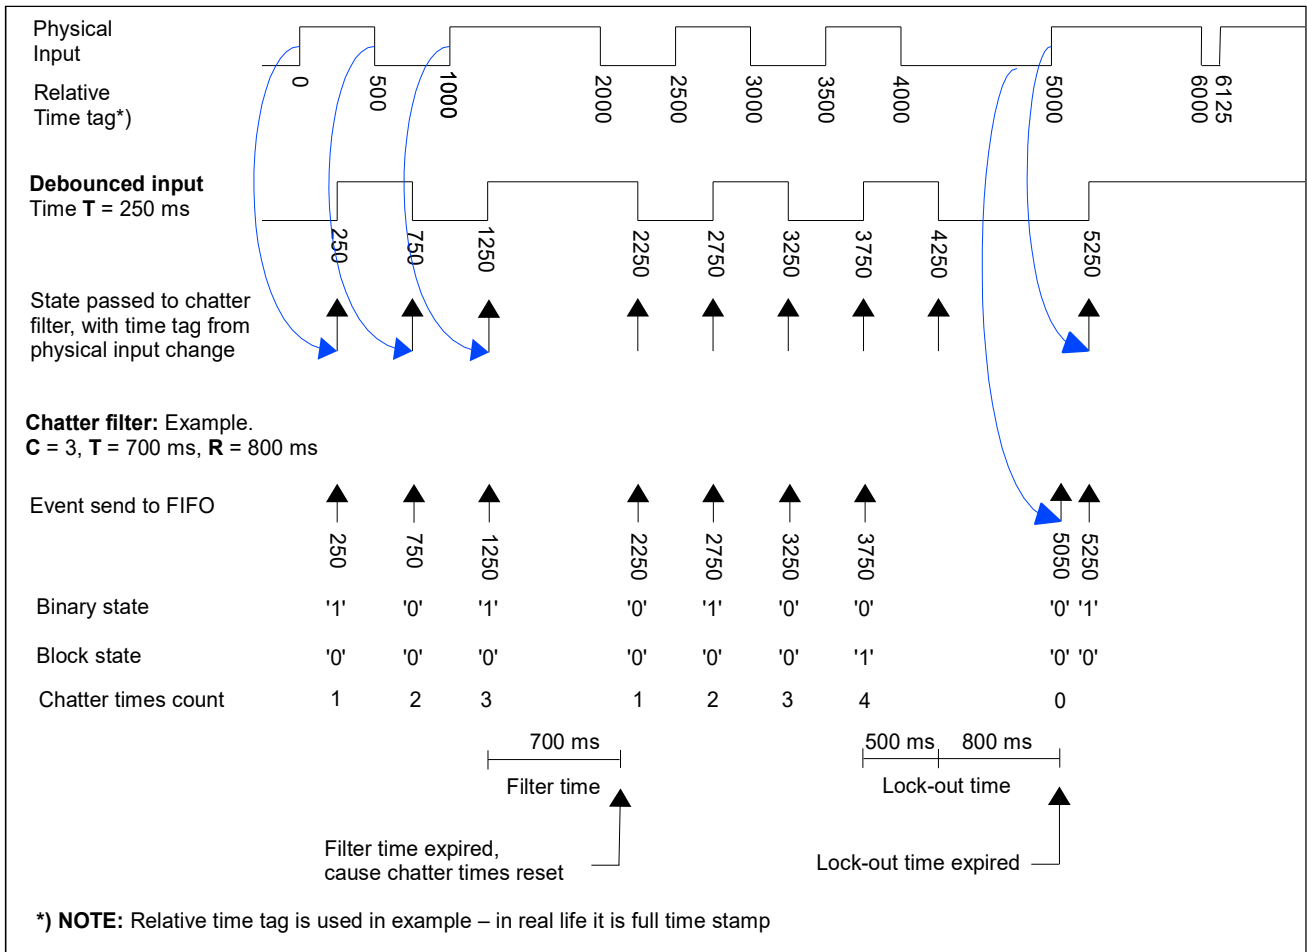 Physical
Input
Relative
Time tag*)
0 500 1000 2000 2500 3000 3500 4000 5000 6000 6125
Debounced input
Time T = 250 ms
250 750 1250 2250 2750 3250 3750 4250 5250
State passed to chatter
filter, with time tag from
physical input change
Chatter filter: Example.
C = 3, T = 700 ms, R = 800 ms
Event send to FIFO
250 750 1250 2250 2750 3250 3750 5050 5250
Binary state '1' '0' '1' '0' '1' '0' '0' '0' '1'
Block state '0' '0' '0' '0' '0' '0' '1' '0' '0'
Chatter times count 1 2 3 1 2 3 4 0
700 ms 500 ms 800 ms
Filter time Lock-out time
Filter time expired,
cause chatter times reset
Lock-out time expired
*) NOTE: Relative time tag is used in example – in real life it is full time stamp